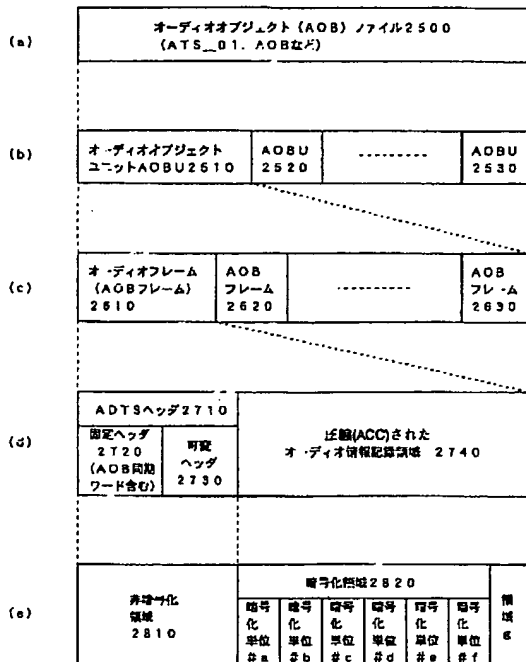 (a)
オーディオオブジェクト (AOB) ファイル2500
(ATS__01. AOBなど)
(b)
オーディオオブジェクト
ユニットAOBU2510
AOBU
2520
AOBU
2530
(c)
オーディオフレーム
(AOBフレーム)
2610
AOB
フレーム
2620
AOB
フレーム
2630
(d)
ADTSヘッダ2710
固定ヘッダ
2720
(AOB同期
ワード含む)
可変
ヘッダ
2730
圧縮(ACC)された
オーディオ情報記録領域 2740
(e)
非暗号化
領域
2810
暗号化領域2820
暗号
化
単位
#a
暗号
化
単位
#b
暗号
化
単位
#c
暗号
化
単位
#d
暗号
化
単位
#e
暗号
化
単位
#f
領
域
g